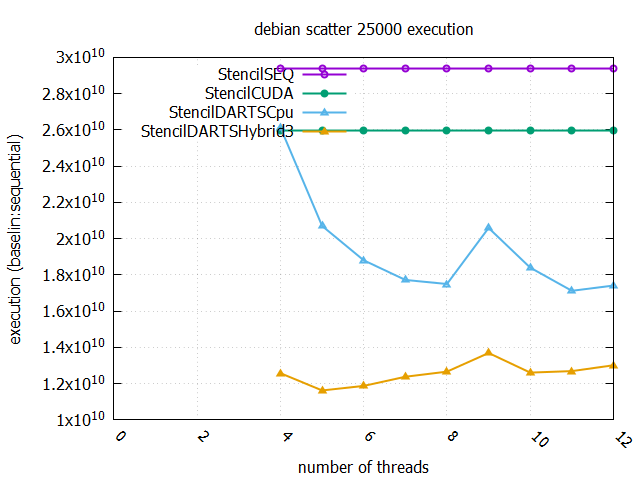 debian scatter 25000 execution
3x10^10
2.8x10^10
2.6x10^10
2.4x10^10
2.2x10^10
2x10^10
1.8x10^10
1.6x10^10
1.4x10^10
1.2x10^10
1x10^10
execution (baselin:sequential)
StencilSEQ
StencilCUDA
StencilDARTSCpu
StencilDARTSHybrid3
0 2 4 6 8 10 12
number of threads